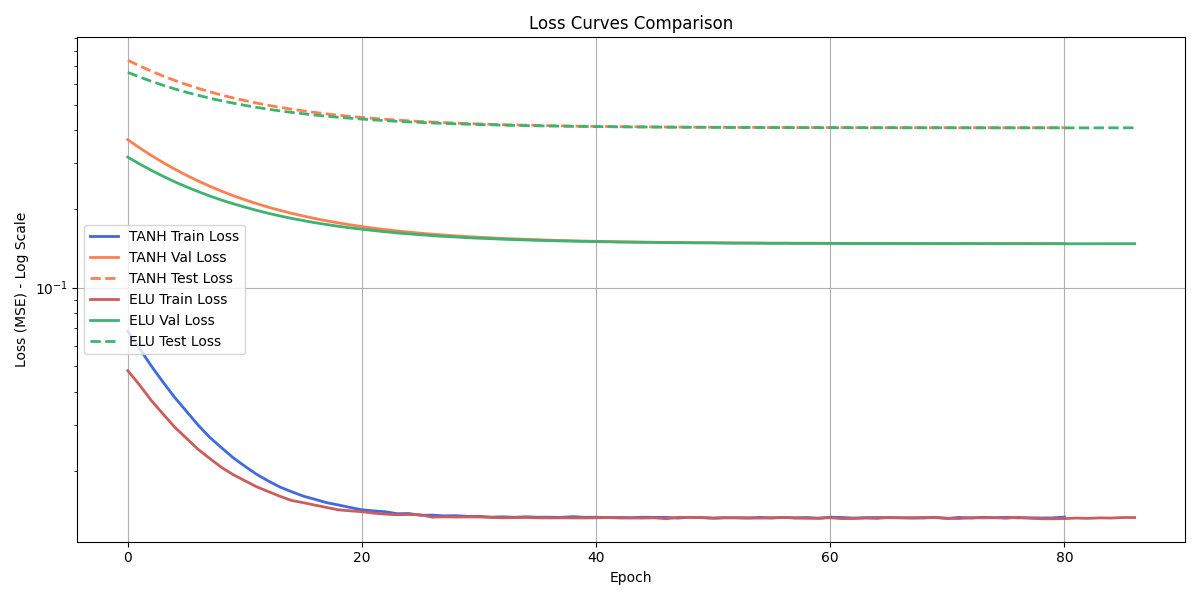 Loss Curves Comparison
Loss (MSE) - Log Scale
10⁻¹
TANH Train Loss
TANH Val Loss
TANH Test Loss
ELU Train Loss
ELU Val Loss
ELU Test Loss
0 20 40 60 80
Epoch